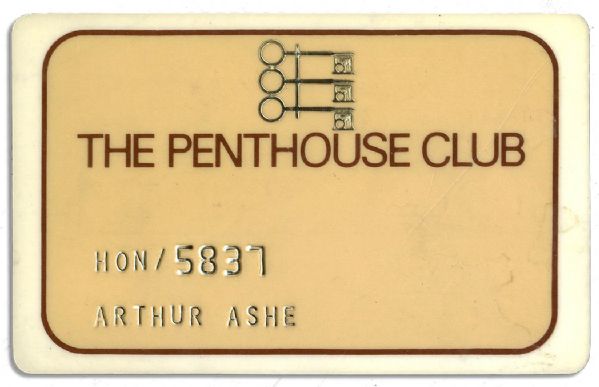 THE PENTHOUSE CLUB
HON/5837
ARTHUR ASHE